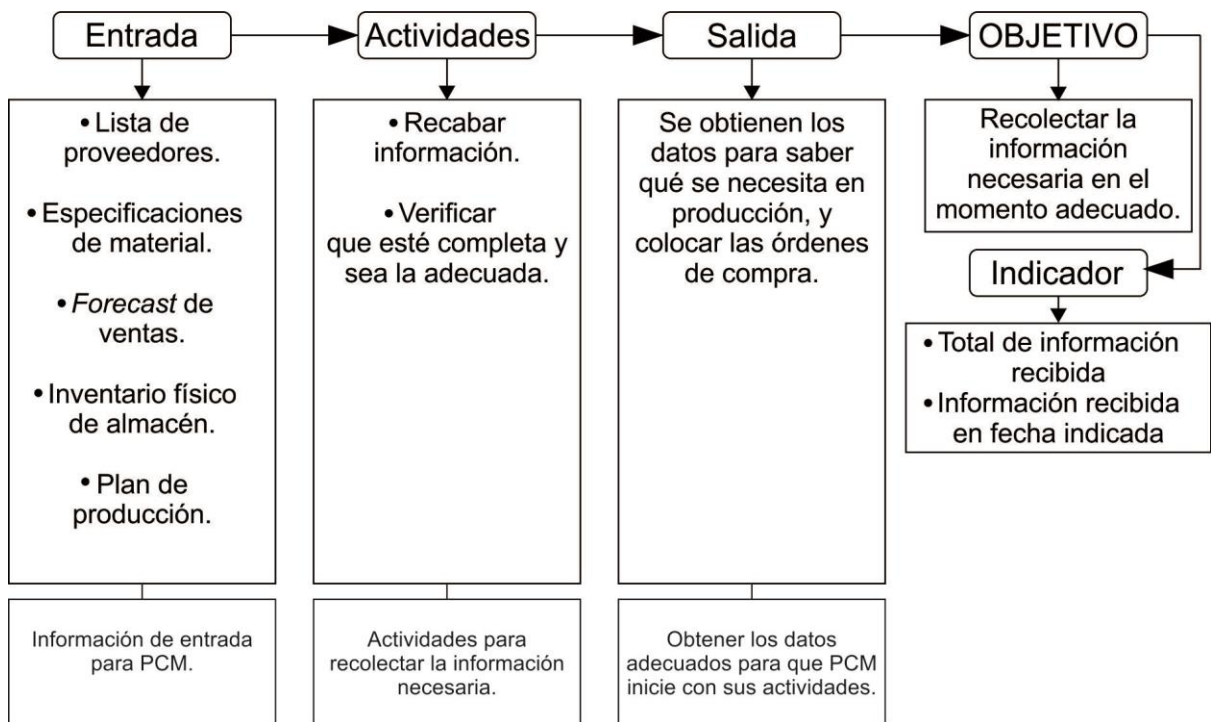 Entrada
Actividades
Salida
OBJETIVO
• Lista de
proveedores.
• Especificaciones
de material.
• Forecast de
ventas.
• Inventario físico
de almacén.
• Plan de
producción.
• Recabar
información.
• Verificar
que esté completa y
sea la adecuada.
Se obtienen los
datos para saber
qué se necesita en
producción, y
colocar las órdenes
de compra.
Recolectar la
información
necesaria en el
momento adecuado.
Indicador
• Total de información
recibida
• Información recibida
en fecha indicada
Información de entrada
para PCM.
Actividades para
recolectar la información
necesaria.
Obtener los datos
adecuados para que PCM
inicie con sus actividades.